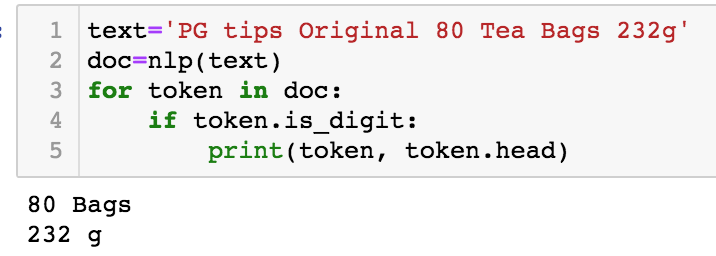 1 text='PG tips Original 80 Tea Bags 232g'
2 doc=nlp(text)
3 for token in doc:
4     if token.is_digit:
5         print(token, token.head)
80 Bags
232 g